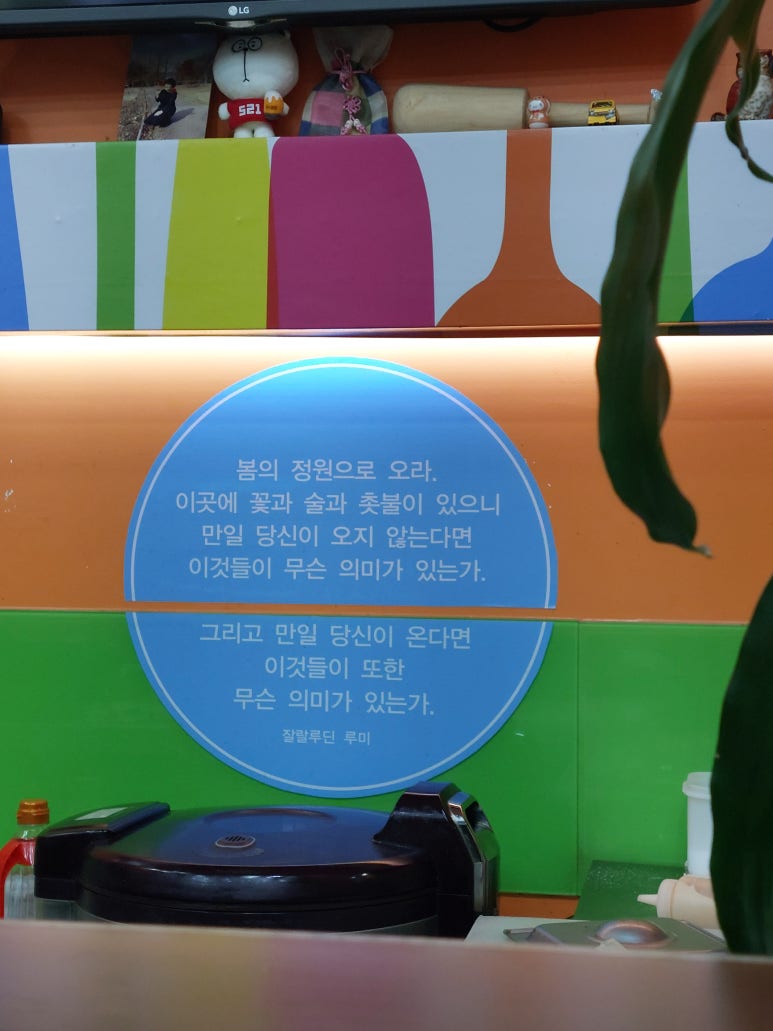 LG
521
봄의 정원으로 오라.
이곳에 꽃과 술과 촛불이 있으니
만일 당신이 오지 않는다면
이것들이 무슨 의미가 있는가.
그리고 만일 당신이 온다면
이것들이 또한
무슨 의미가 있는가.
잘랄루딘 루미